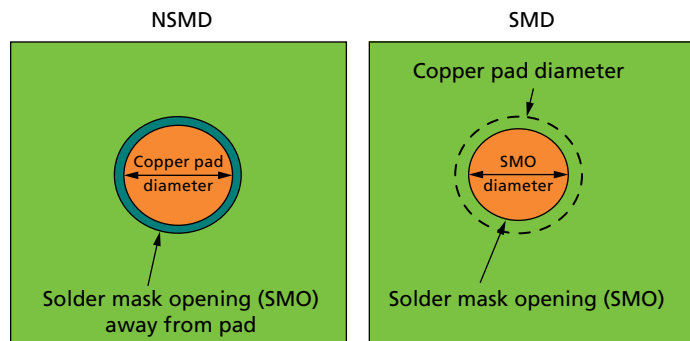 NSMD
Copper pad
diameter
Solder mask opening (SMO)
away from pad
SMD
Copper pad diameter
SMO
diameter
Solder mask opening (SMO)